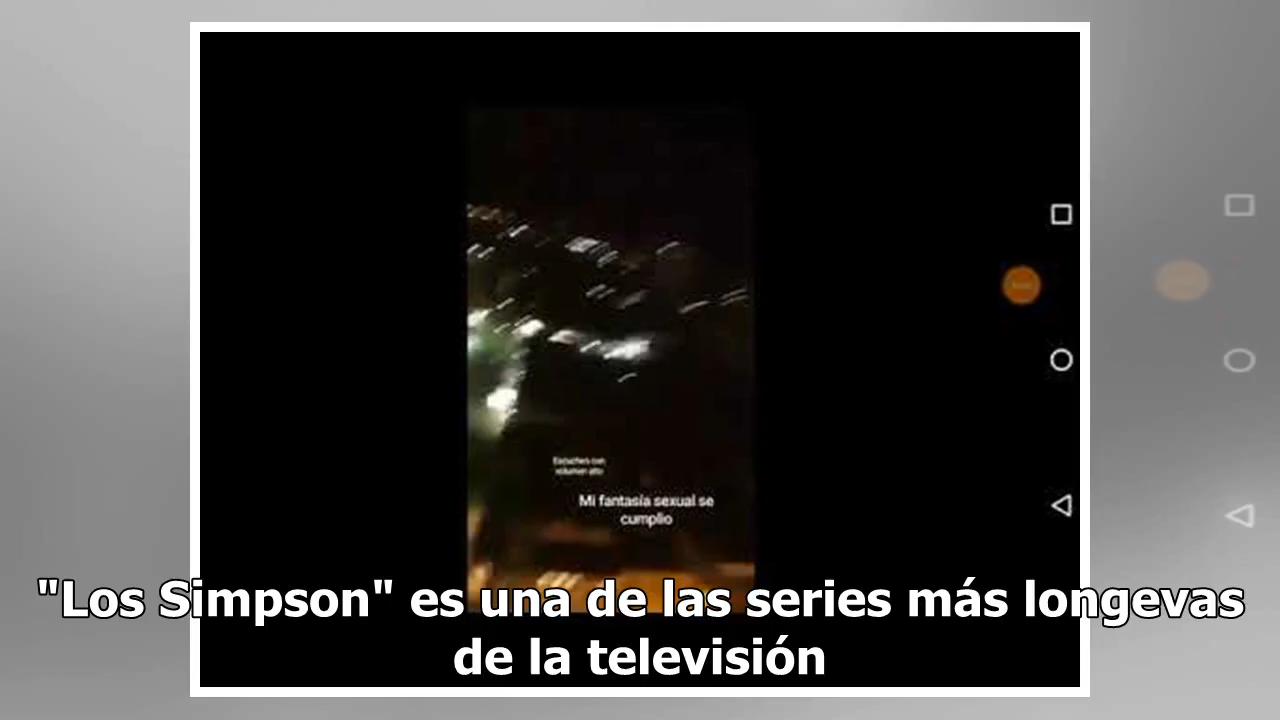 Escuchen con
volumen alto
Mi fantasía sexual se
cumplio
"Los Simpson" es una de las series más longevas
de la televisión